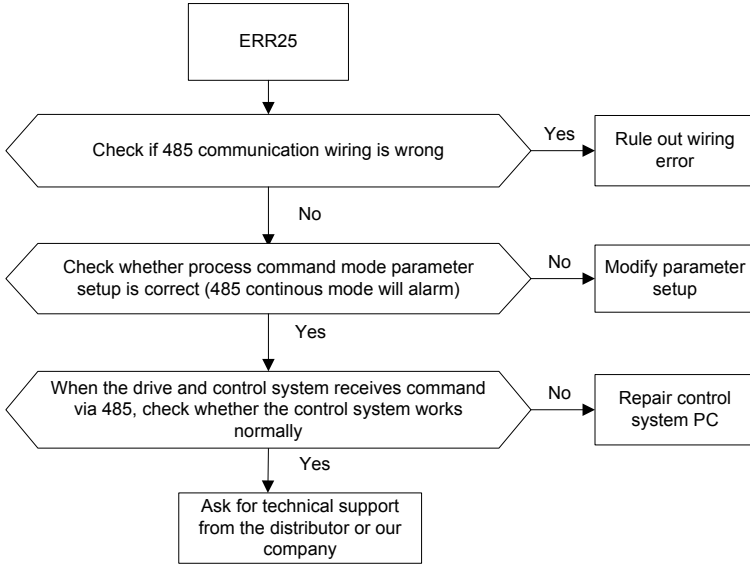 ERR25
Check if 485 communication wiring is wrong
Yes
Rule out wiring
error
No
Check whether process command mode parameter
setup is correct (485 continous mode will alarm)
No
Modify parameter
setup
Yes
When the drive and control system receives command
via 485, check whether the control system works
normally
No
Repair control
system PC
Yes
Ask for technical support
from the distributor or our
company